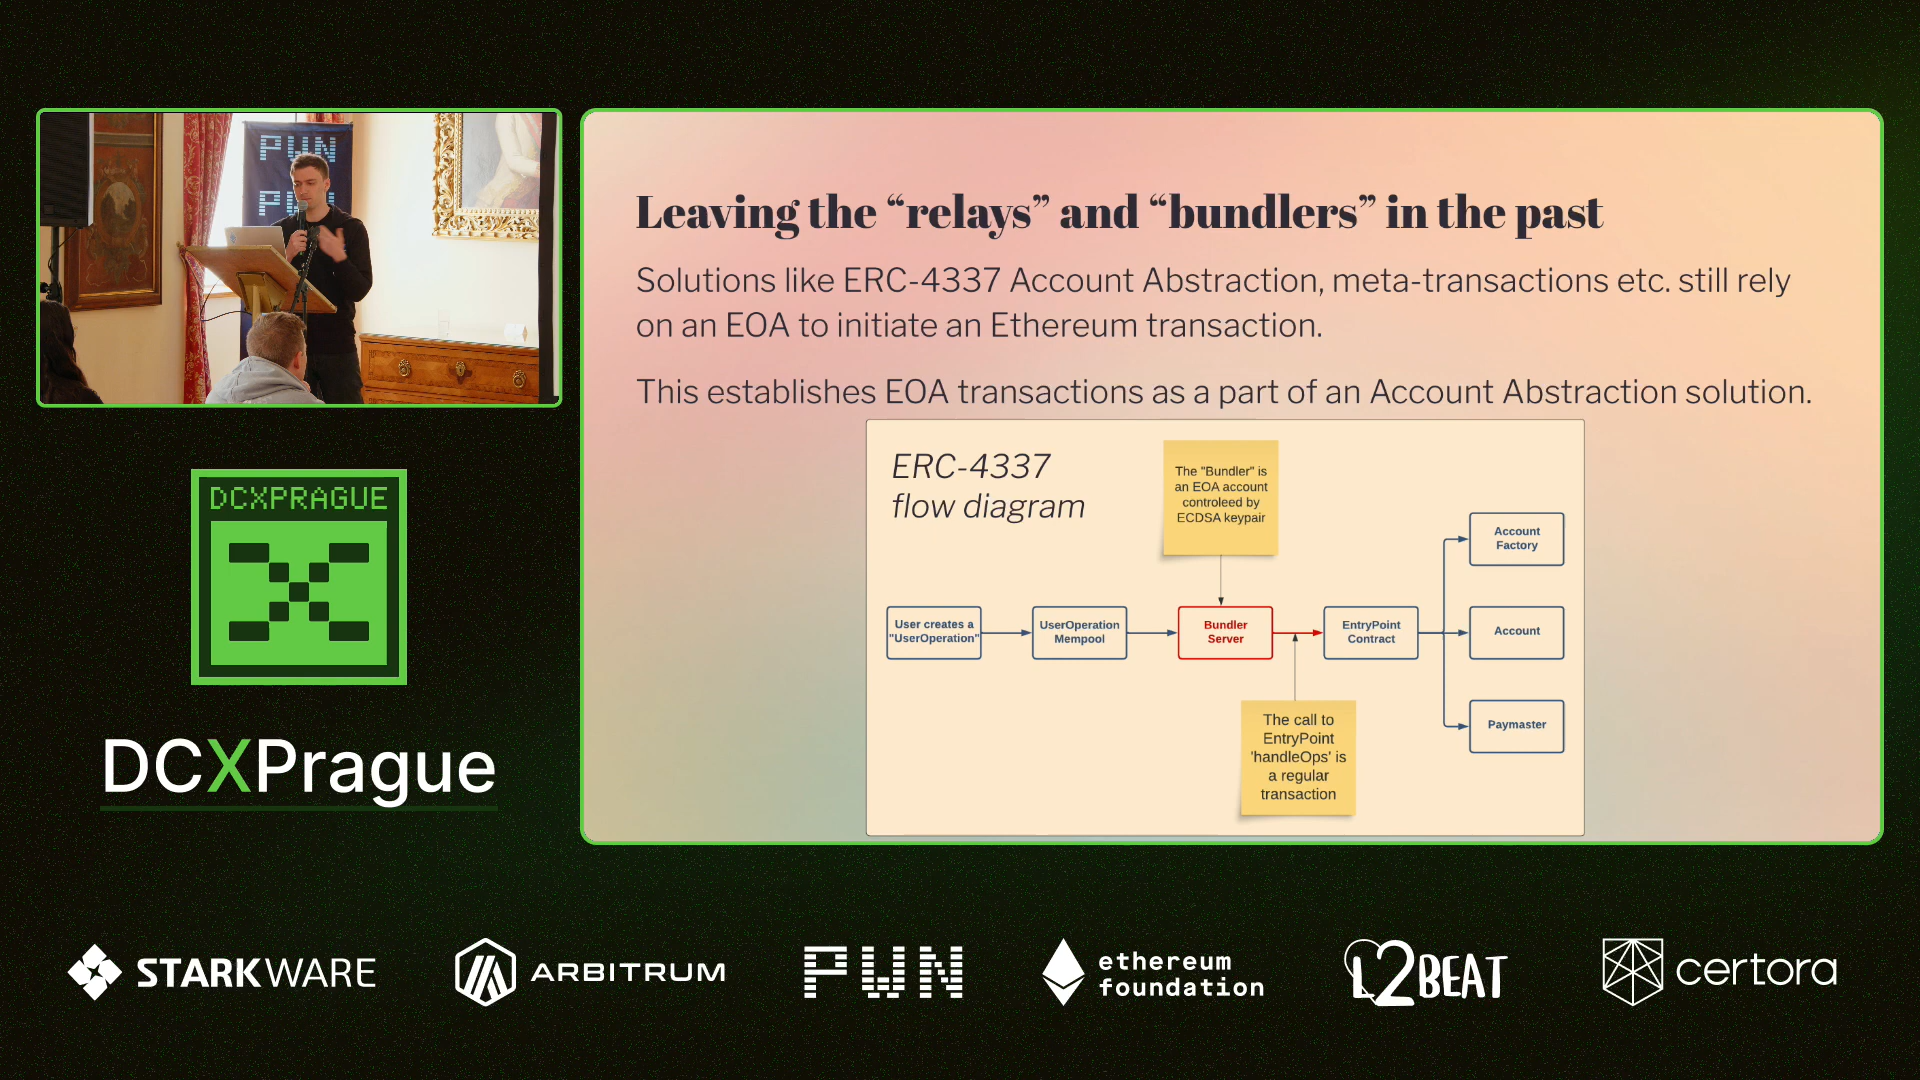 PWN
PWN
Leaving the “relays” and “bundlers” in the past
Solutions like ERC-4337 Account Abstraction, meta-transactions etc. still rely
on an EOA to initiate an Ethereum transaction.
This establishes EOA transactions as a part of an Account Abstraction solution.
ERC-4337
flow diagram
The "Bundler" is
an EOA account
controleed by
ECDSA keypair
User creates a
"UserOperation"
UserOperation
Mempool
Bundler
Server
EntryPoint
Contract
Account
Factory
Account
Paymaster
The call to
EntryPoint
'handleOps' is
a regular
transaction
DCXPRAGUE
DCXPrague
STARKWARE
ARBITRUM
PWN
ethereum
foundation
L2BEAT
certora